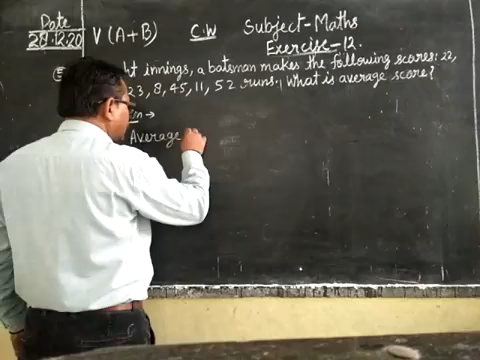 Date
28.12.20
V (A+B)
C.W
Subject-Maths
Exercise-12.
ht innings, a batsman makes the following scores: 22,
23, 8, 45, 11, 52 runs. What is average score?
Average